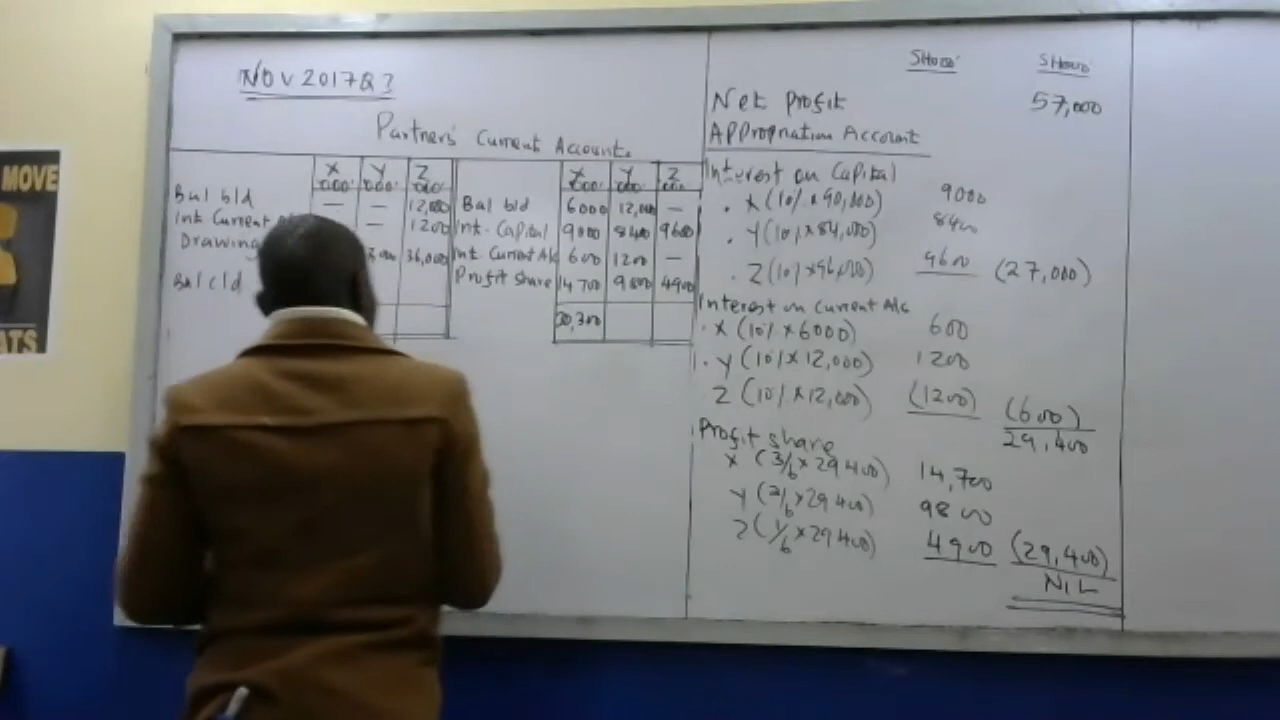 MOVE
ATS
NOV 2017 Q7
Partners' Current Accounts
X Y Z X Y Z
'000' '000' '000' '000' '000' '000'
Bal b/d — — 12,000 Bal b/d 6000 12,000 —
Int Current 1200 Int. Capital 9000 8400 9600
Drawing 36,000 Int Current A/c 600 1200 —
Bal c/d Profit share 14 700 9800 4900
30,300
SH'000' SH'000'
Net Profit 57,000
Appropriation Account
Interest on Capital
. X (10% x 90,000) 9000
. Y (10% x 84,000) 8400
. Z (10% x 96,000) 9600 (27,000)
Interest on Current A/c
. X (10% x 6000) 600
. Y (10% x 12,000) 1200
Z (10% x 12,000) (1200) (600)
29,400
Profit share
X (3/6 x 29 400) 14,700
Y (2/6 x 29 400) 9800
Z (1/6 x 29 400) 4900 (29,400)
NIL